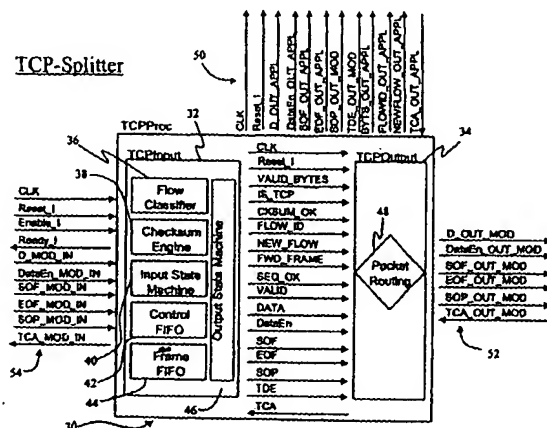 TCP-Splitter
50
CLK
Reset_l
D_OUT_APPL
DataEn_OUT_APPL
SOF_OUT_APPL
EOF_OUT_APPL
SOP_OUT_MOD
TDE_OUT_MOD
BYTS_OUT_APPL
FLOWID_OUT_APPL
NEWFLOW_OUT_APPL
TCA_OUT_APPL
TCPProc
32
34
TCPInput
TCPOutput
36
38
Flow
Classifier
Checksum
Engine
Input State
Machine
Control
FIFO
Frame
FIFO
Output State Machine
40
42
44
46
CLK
Reset_l
Enable_l
Ready_l
D_MOD_IN
DataEn_MOD_IN
SOF_MOD_IN
EOF_MOD_IN
SOP_MOD_IN
TCA_MOD_IN
54
CLK
Reset_l
VALID_BYTES
IS_TCP
CKSUM_OK
FLOW_ID
NEW_FLOW
FWD_FRAME
SEQ_OK
VALID
DATA
DataEn
SOF
EOF
SOP
TDE
TCA
48
Packet
Routing
D_OUT_MOD
DataEn_OUT_MOD
SOF_OUT_MOD
EOF_OUT_MOD
SOP_OUT_MOD
TCA_OUT_MOD
52
30